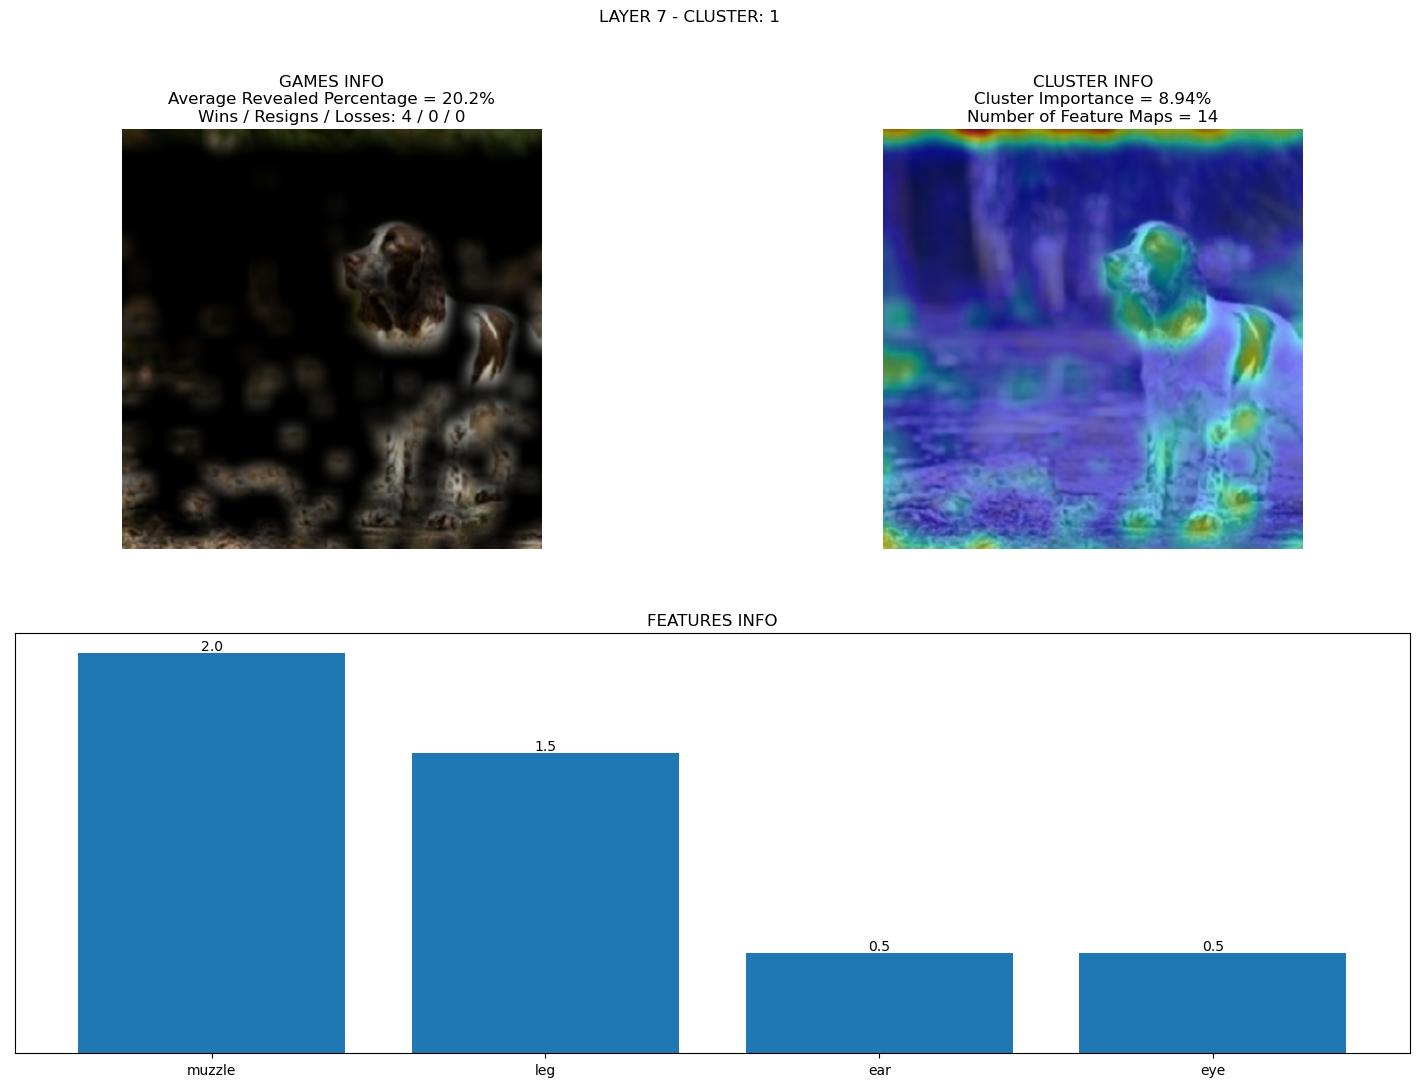 LAYER 7 - CLUSTER: 1
GAMES INFO
Average Revealed Percentage = 20.2%
Wins / Resigns / Losses: 4 / 0 / 0
CLUSTER INFO
Cluster Importance = 8.94%
Number of Feature Maps = 14
FEATURES INFO
2.0
1.5
0.5
0.5
muzzle
leg
ear
eye